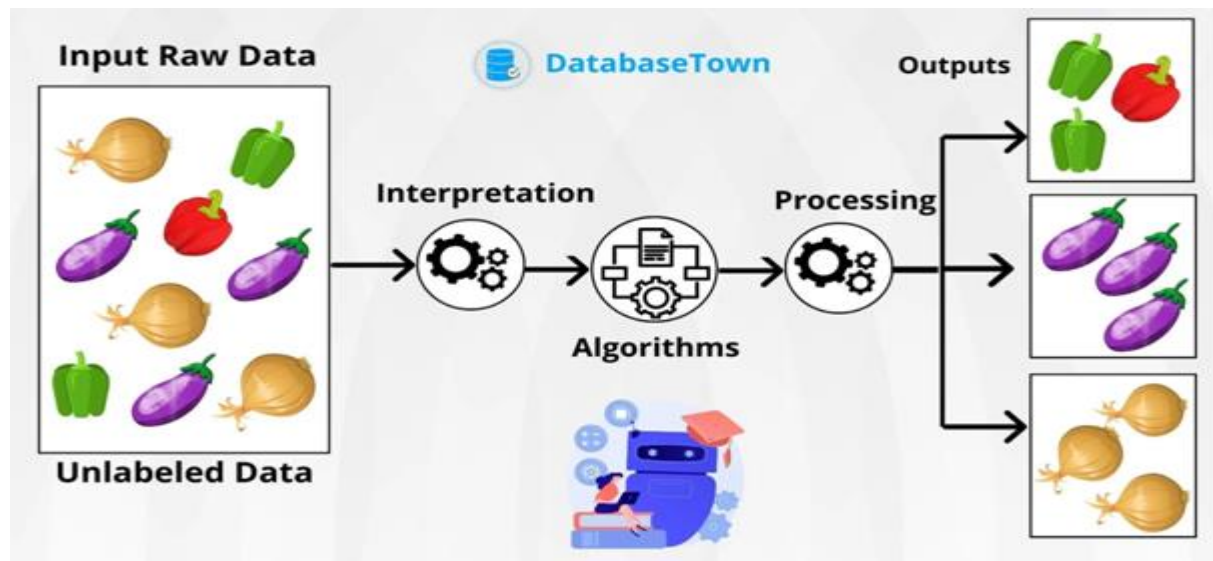 Input Raw Data
DatabaseTown
Outputs
Interpretation
Processing
Algorithms
Unlabeled Data